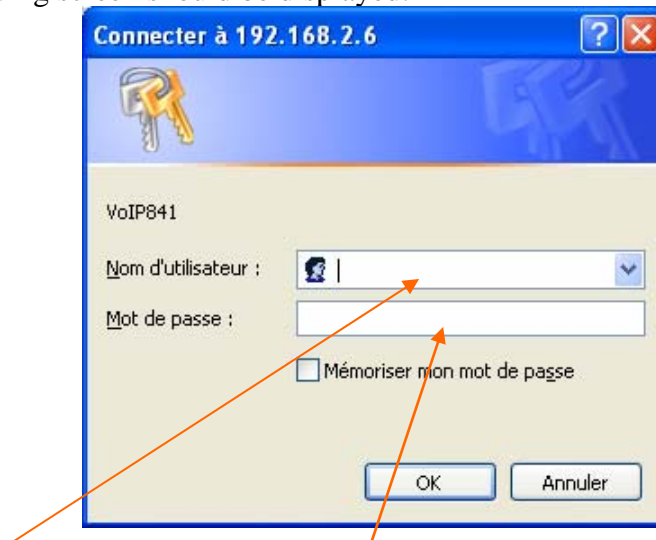 Connecter à 192.168.2.6
VoIP841
Nom d'utilisateur :
Mot de passe :
Mémoriser mon mot de passe
OK
Annuler